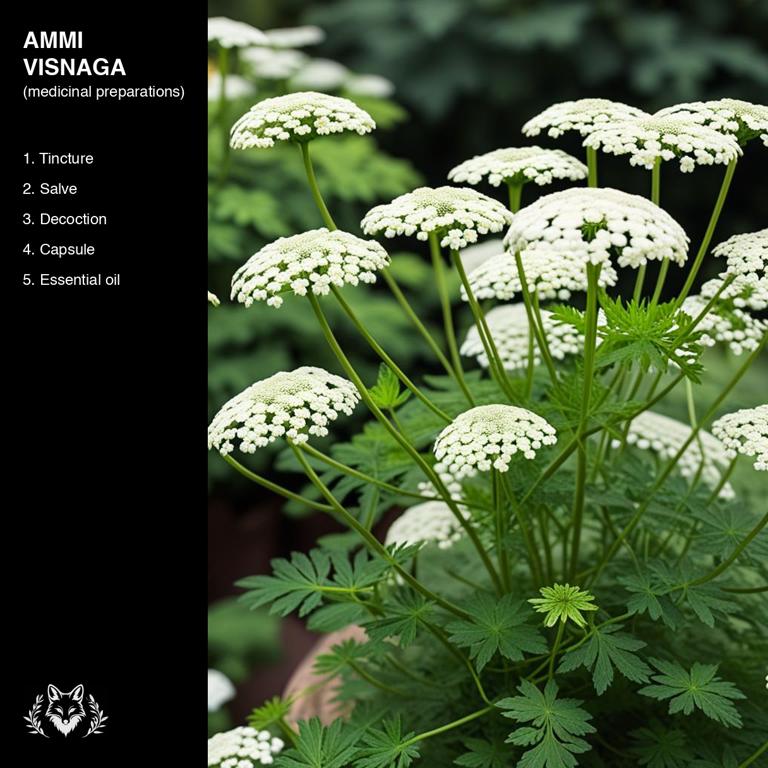 AMMI
VISNAGA
(medicinal preparations)
1. Tincture
2. Salve
3. Decoction
4. Capsule
5. Essential oil